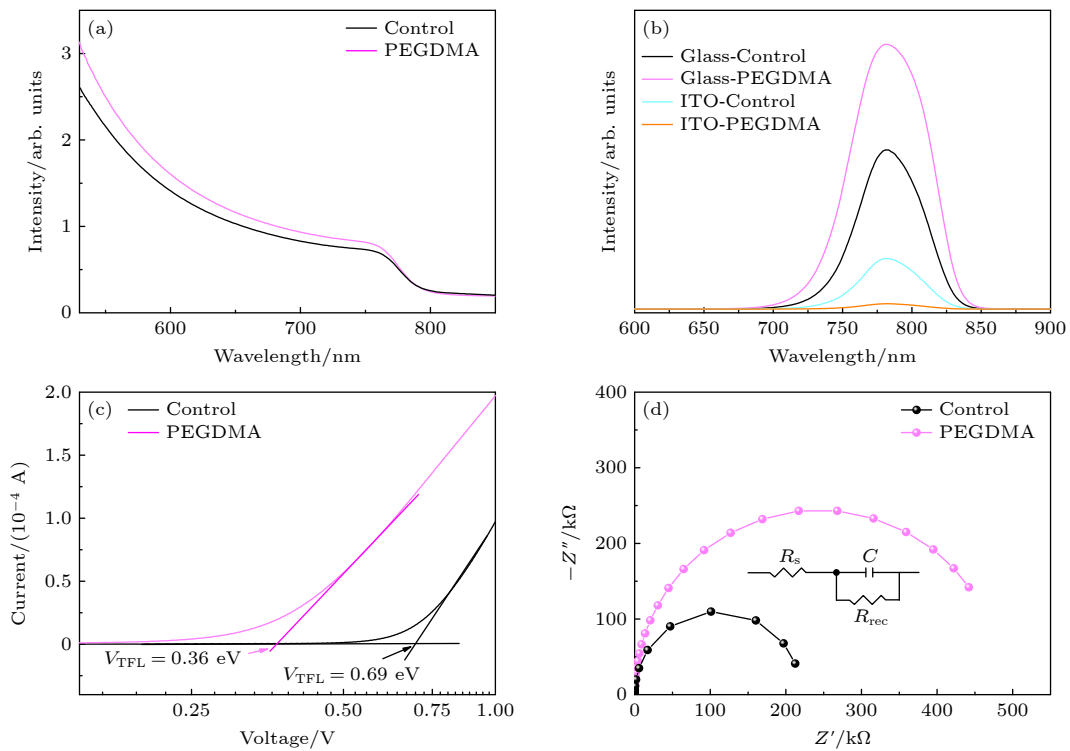 (a)
Control
PEGDMA
3
2
1
0
Intensity/arb. units
600
700
800
Wavelength/nm
(b)
Glass-Control
Glass-PEGDMA
ITO-Control
ITO-PEGDMA
Intensity/arb. units
600
650
700
750
800
850
900
Wavelength/nm
(c)
Control
PEGDMA
2.0
1.5
1.0
0.5
0
Current/(10⁻⁴ A)
V_TFL = 0.36 eV
V_TFL = 0.69 eV
0.25
0.50
0.75
1.00
Voltage/V
(d)
Control
PEGDMA
400
300
200
100
0
−Z″/kΩ
R_s
C
R_rec
0
100
200
300
400
500
Z′/kΩ